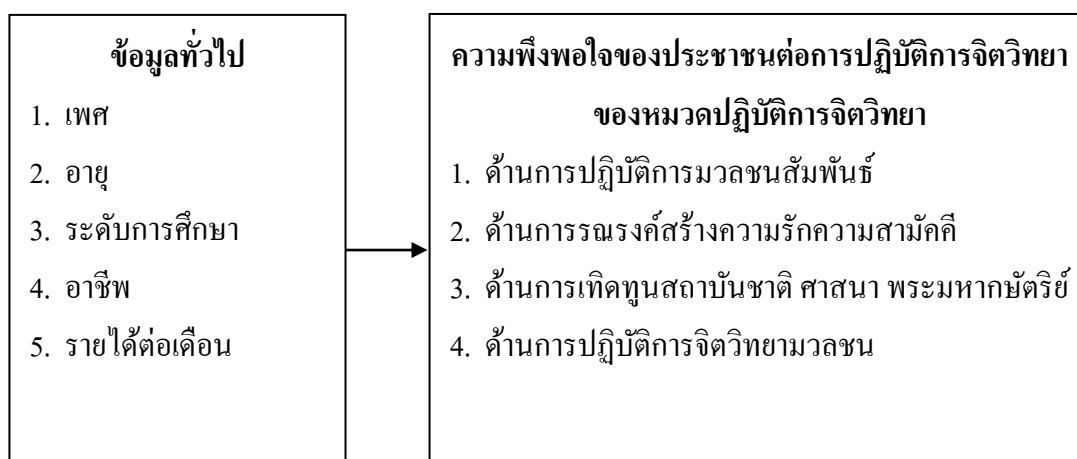 ข้อมูลทั่วไป
1. เพศ
2. อายุ
3. ระดับการศึกษา
4. อาชีพ
5. รายได้ต่อเดือน
ความพึงพอใจของประชาชนต่อการปฏิบัติการจิตวิทยา
ของหมวดปฏิบัติการจิตวิทยา
1. ด้านการปฏิบัติการมวลชนสัมพันธ์
2. ด้านการรณรงค์สร้างความรักความสามัคคี
3. ด้านการเทิดทูนสถาบันชาติ ศาสนา พระมหากษัตริย์
4. ด้านการปฏิบัติการจิตวิทยามวลชน